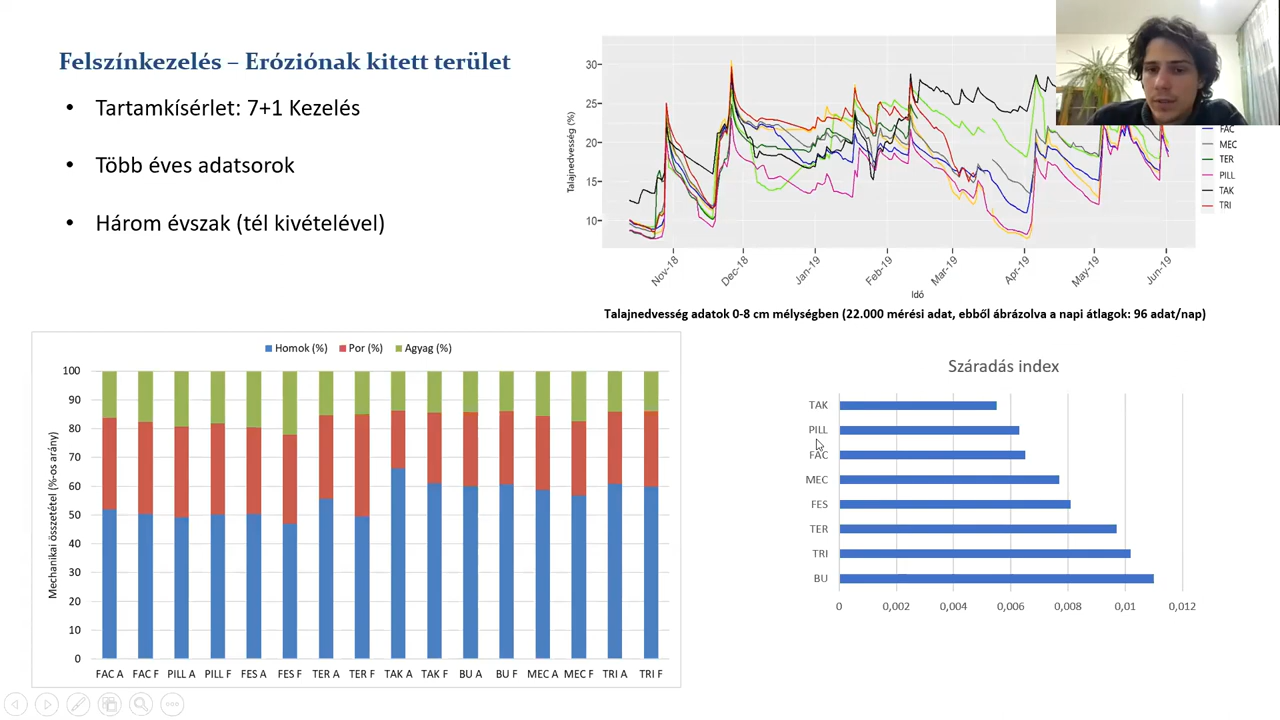 Felszínkezelés – Eróziónak kitett terület
• Tartamkísérlet: 7+1 Kezelés
• Több éves adatsorok
• Három évszak (tél kivételével)
Talajnedvesség (%)
30
25
20
15
10
Nov-18
Dec-18
Jan-19
Feb-19
Mar-19
Apr-19
May-19
Jun-19
Idó
FAC
MEC
TER
PILL
TAK
TRI
Talajnedvesség adatok 0-8 cm mélységben (22.000 mérési adat, ebből ábrázolva a napi átlagok: 96 adat/nap)
Homok (%) Por (%) Agyag (%)
Mechanikai összetétel (%-os arány)
100
90
80
70
60
50
40
30
20
10
0
FAC A FAC F PILL A PILL F FES A FES F TER A TER F TAK A TAK F BU A BU F MEC A MEC F TRI A TRI F
Száradás index
TAK
PILL
FAC
MEC
FES
TER
TRI
BU
0 0,002 0,004 0,006 0,008 0,01 0,012